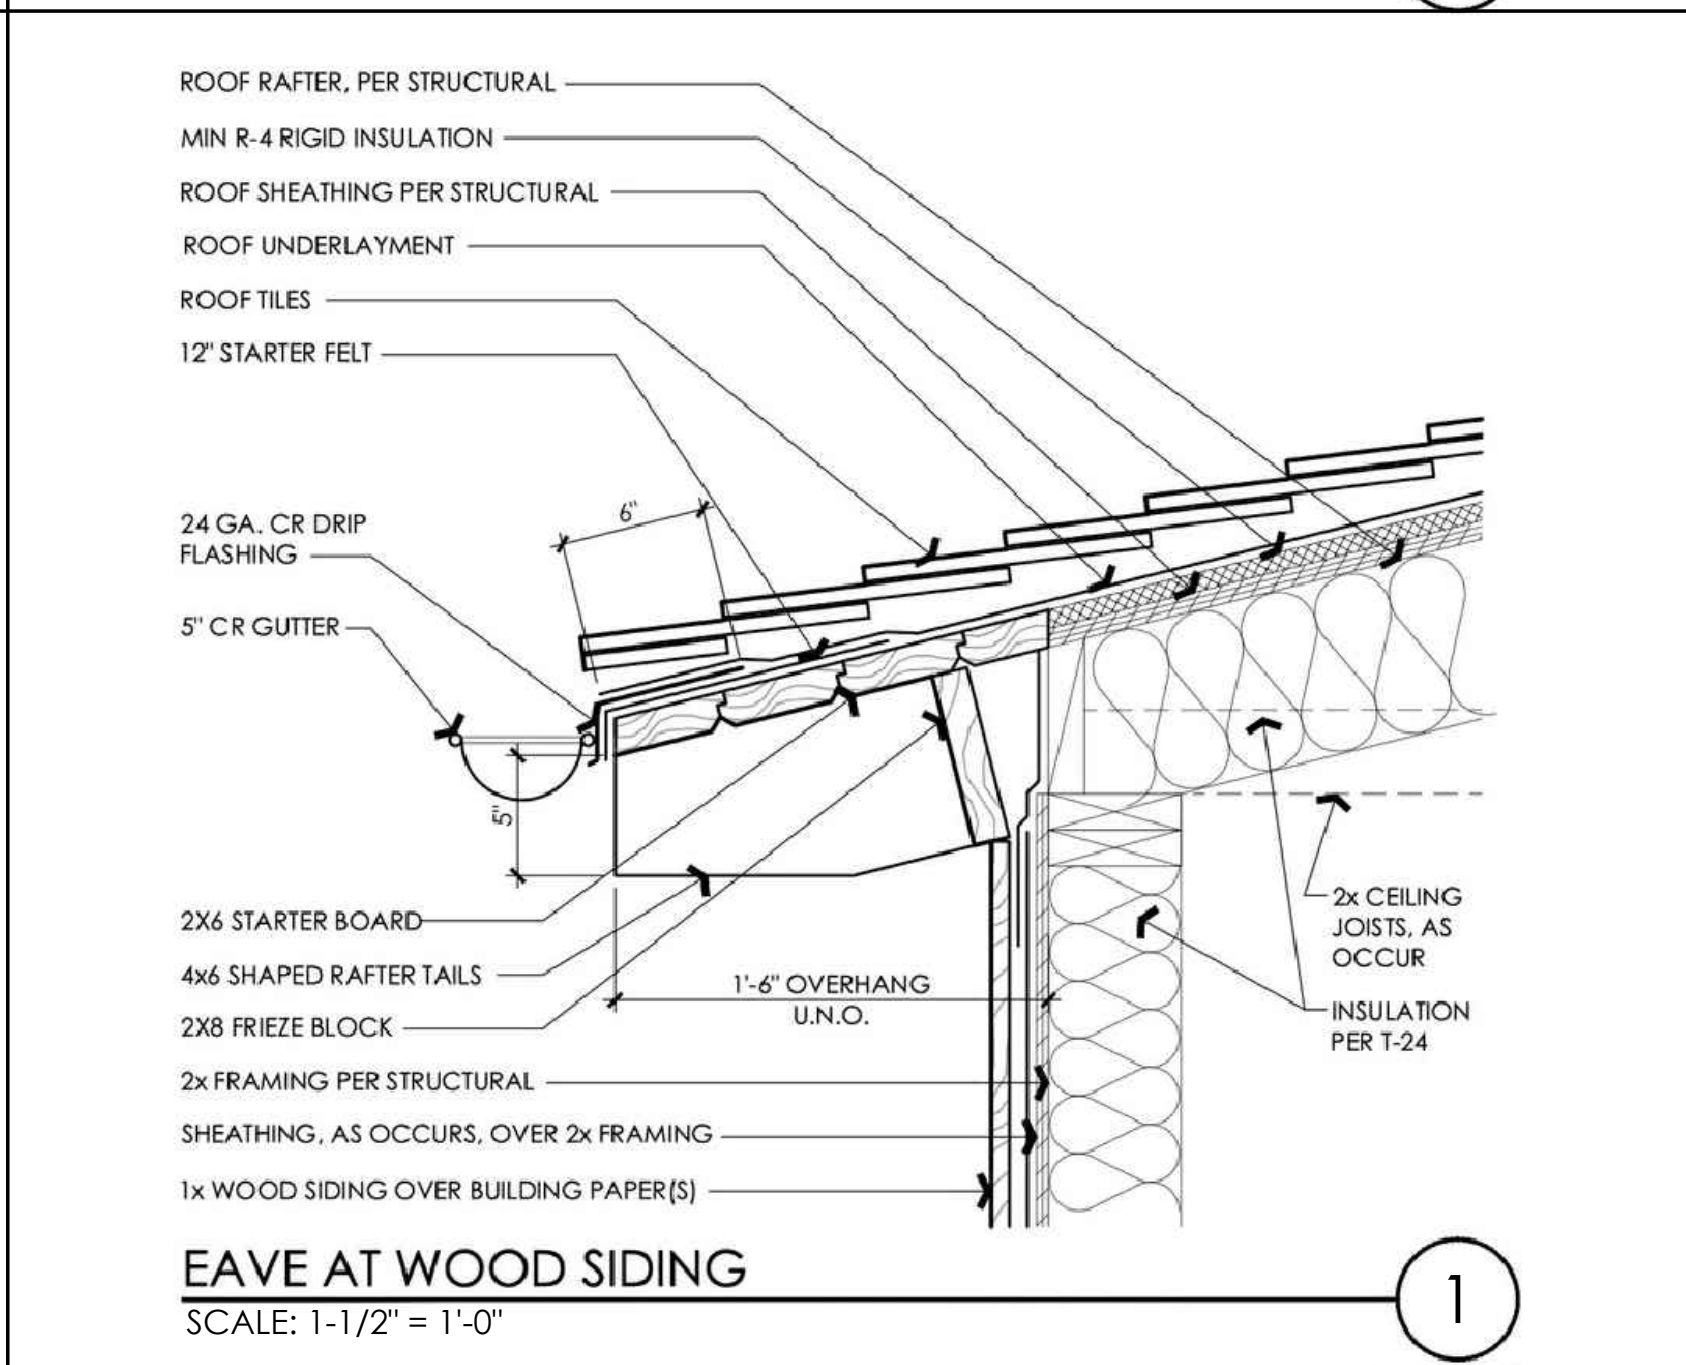 ROOF RAFTER, PER STRUCTURAL
MIN R-4 RIGID INSULATION
ROOF SHEATHING PER STRUCTURAL
ROOF UNDERLAYMENT
ROOF TILES
12" STARTER FELT
6"
24 GA. CR DRIP
FLASHING
5" CR GUTTER
5"
2X6 STARTER BOARD
4x6 SHAPED RAFTER TAILS
2X8 FRIEZE BLOCK
1'-6" OVERHANG
U.N.O.
2x CEILING
JOISTS, AS
OCCUR
INSULATION
PER T-24
2x FRAMING PER STRUCTURAL
SHEATHING, AS OCCURS, OVER 2x FRAMING
1x WOOD SIDING OVER BUILDING PAPER(S)
EAVE AT WOOD SIDING
1
SCALE: 1-1/2" = 1'-0"